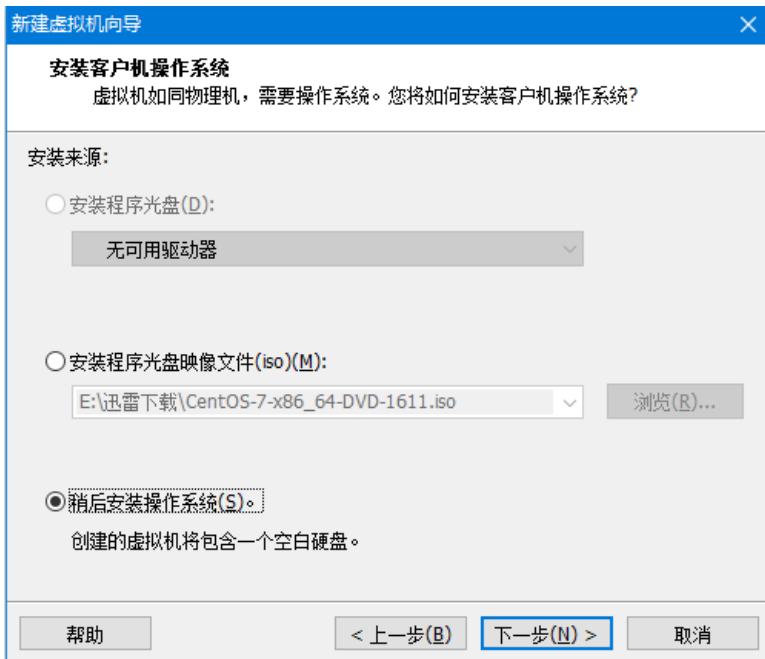 新建虚拟机向导
安装客户机操作系统
虚拟机如同物理机，需要操作系统。您将如何安装客户机操作系统?
安装来源:
安装程序光盘(D):
无可用驱动器
安装程序光盘映像文件(iso)(M):
E:\迅雷下载\CentOS-7-x86_64-DVD-1611.iso
浏览(R)...
稍后安装操作系统(S)。
创建的虚拟机将包含一个空白硬盘。
帮助
< 上一步(B)
下一步(N) >
取消